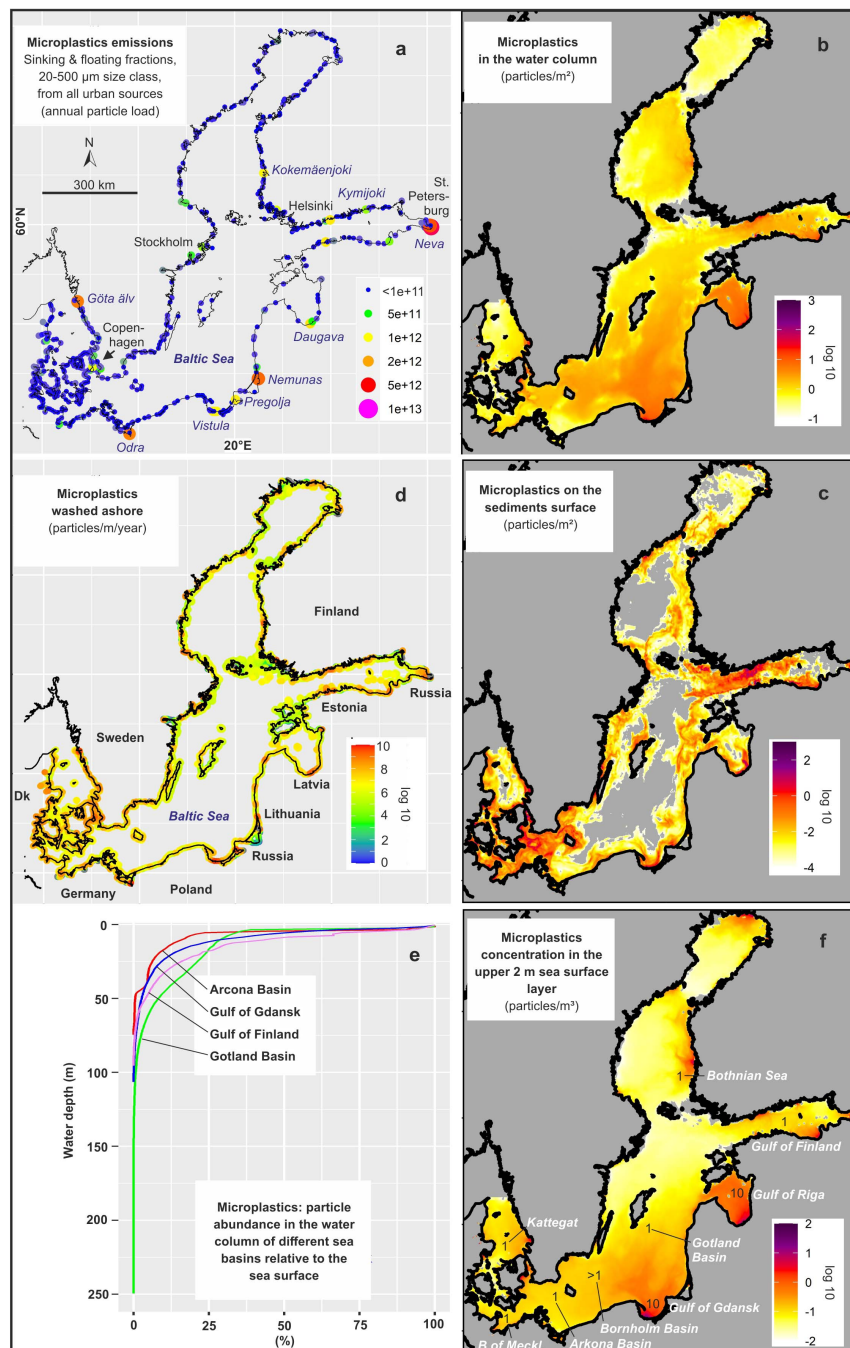 Microplastics emissions
Sinking & floating fractions,
20-500 µm size class,
from all urban sources
(annual particle load)
a
N
300 km
60°N
Kokemäenjoki
Helsinki
Kymijoki
St.
Peters-
burg
Neva
Stockholm
Göta älv
Copen-
hagen
Baltic Sea
Daugava
Nemunas
Pregolja
Vistula
Odra
20°E
<1e+11
5e+11
1e+12
2e+12
5e+12
1e+13
Microplastics
in the water column
(particles/m²)
b
3
2
1
0
-1
log 10
Microplastics
washed ashore
(particles/m/year)
d
Finland
Russia
Estonia
Sweden
Latvia
Dk
Baltic Sea
Lithuania
Russia
Germany
Poland
10
8
6
4
2
0
log 10
Microplastics on the
sediments surface
(particles/m²)
c
2
0
-2
-4
log 10
e
0
50
100
150
200
250
Water depth (m)
Arcona Basin
Gulf of Gdansk
Gulf of Finland
Gotland Basin
Microplastics: particle
abundance in the water
column of different sea
basins relative to the
sea surface
0
25
50
75
100
(%)
Microplastics
concentration in the
upper 2 m sea surface
layer
(particles/m³)
f
1
Bothnian Sea
1
Gulf of Finland
10
Gulf of Riga
Kattegat
1
1
Gotland
Basin
>1
10
Gulf of Gdansk
1
1
Bornholm Basin
B of Meckl.
Arkona Basin
2
1
0
-1
-2
log 10